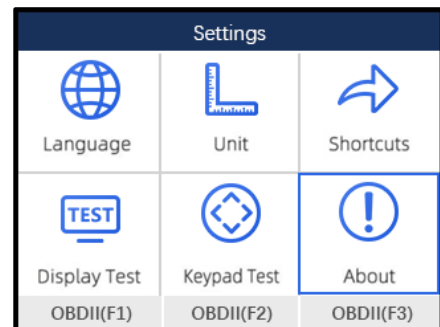 Settings
Language Unit Shortcuts
TEST
Display Test Keypad Test About
OBDII(F1) OBDII(F2) OBDII(F3)